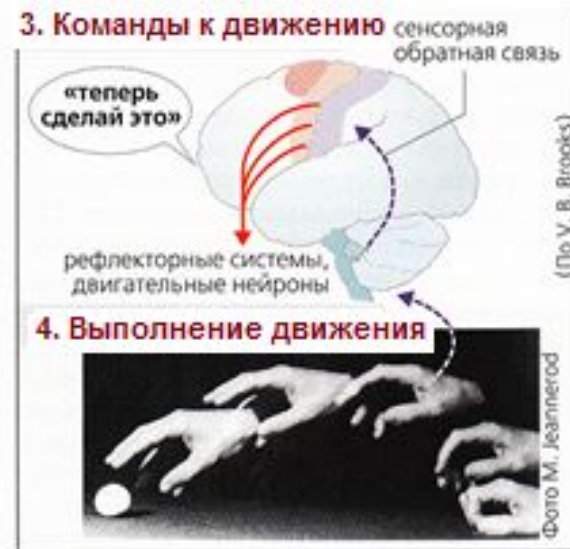 3. Команды к движению
сенсорная
обратная связь
«теперь
сделай это»
(По V. B. Brooks)
рефлекторные системы,
двигательные нейроны
4. Выполнение движения
Фото M. Jeannerod